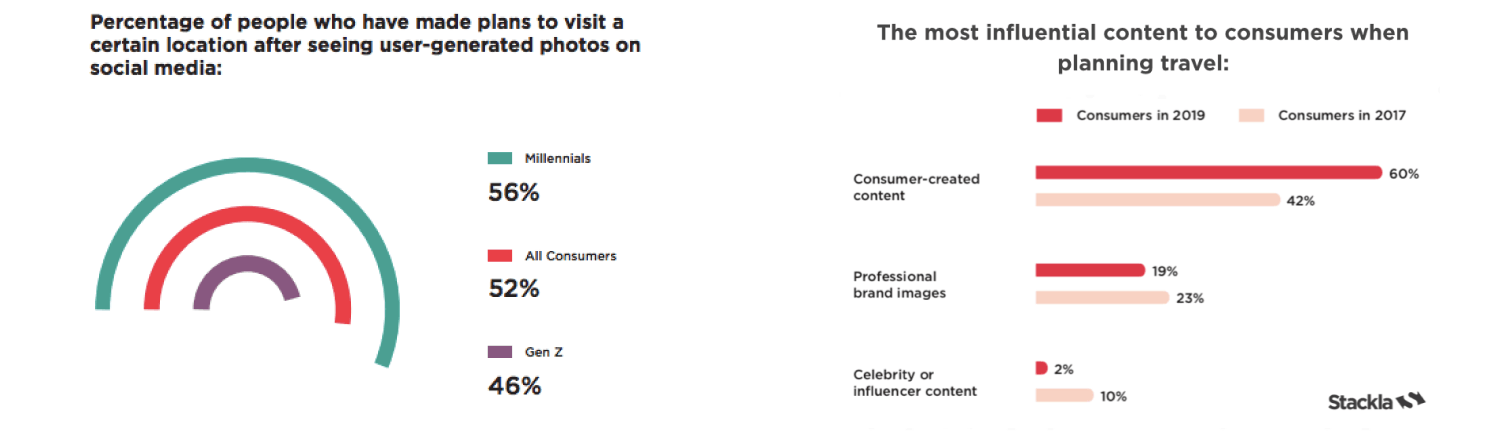 Percentage of people who have made plans to visit a
certain location after seeing user-generated photos on
social media:
Millennials
56%
All Consumers
52%
Gen Z
46%
The most influential content to consumers when
planning travel:
Consumers in 2019
Consumers in 2017
Consumer-created
content
60%
42%
Professional
brand images
19%
23%
Celebrity or
influencer content
2%
10%
Stackla